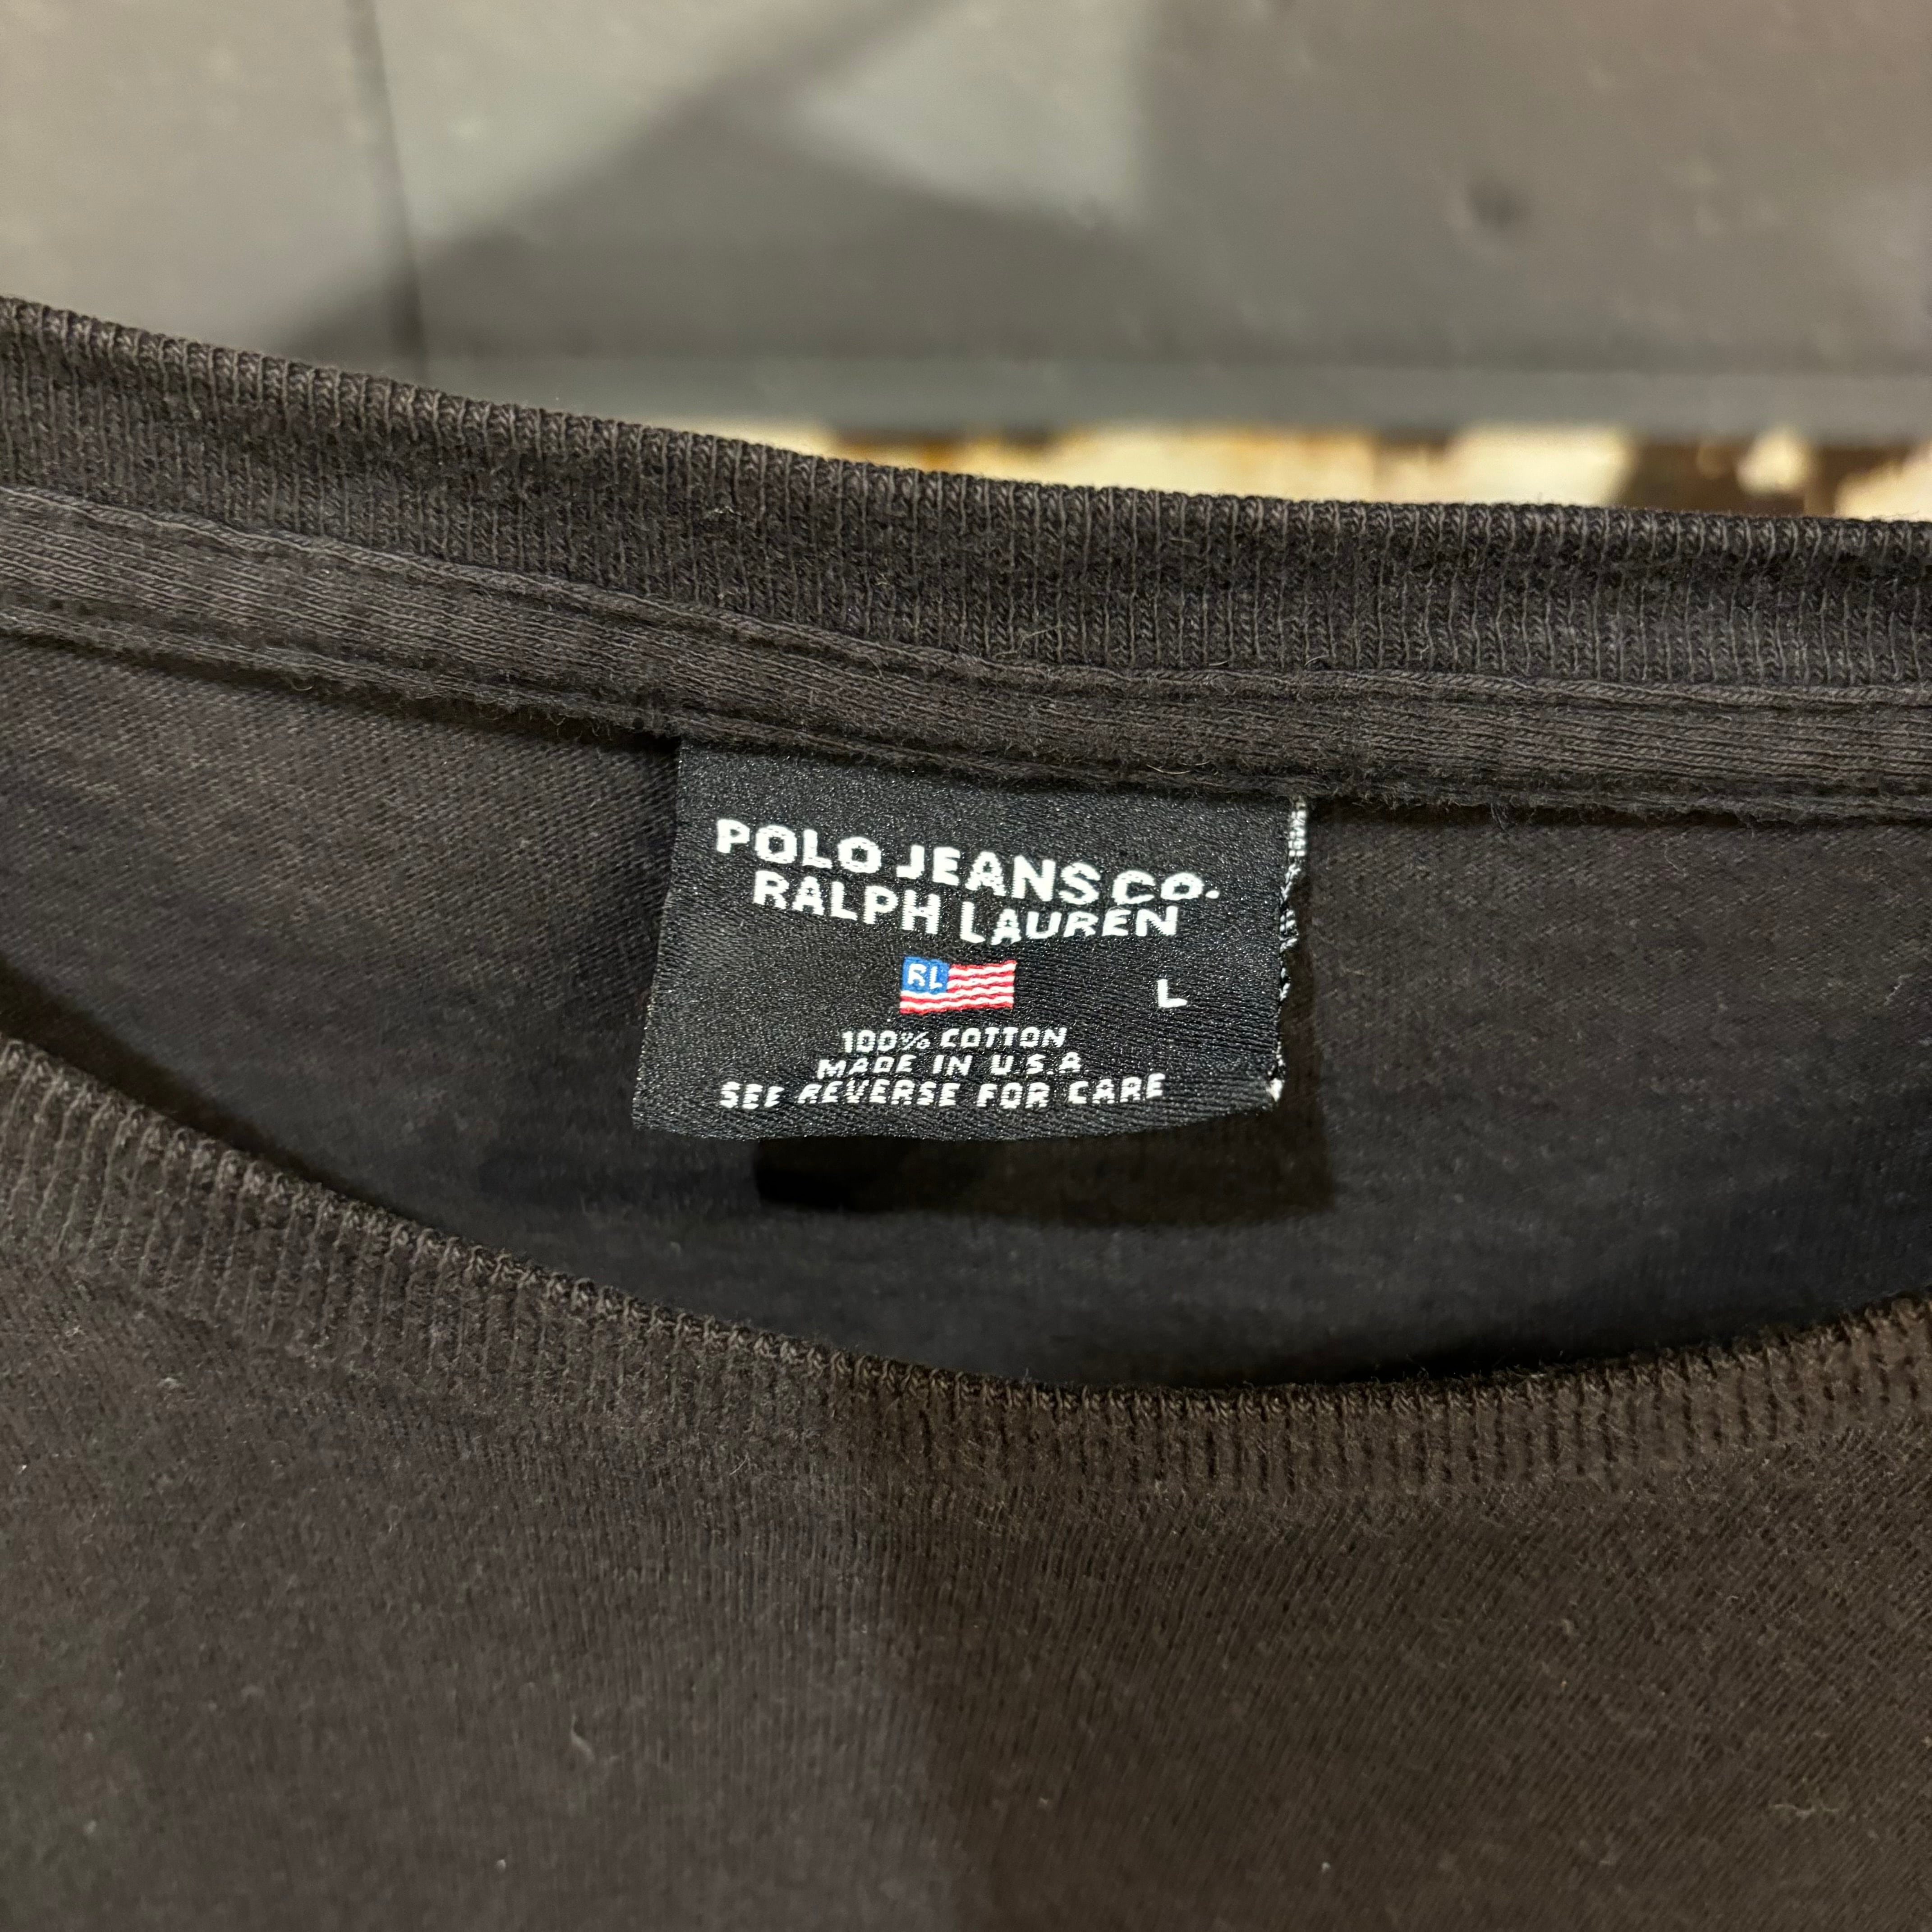 POLO JEANS CO.
RALPH LAUREN
RL
L
100% COTTON
MADE IN U.S.A
SEE REVERSE FOR CARE